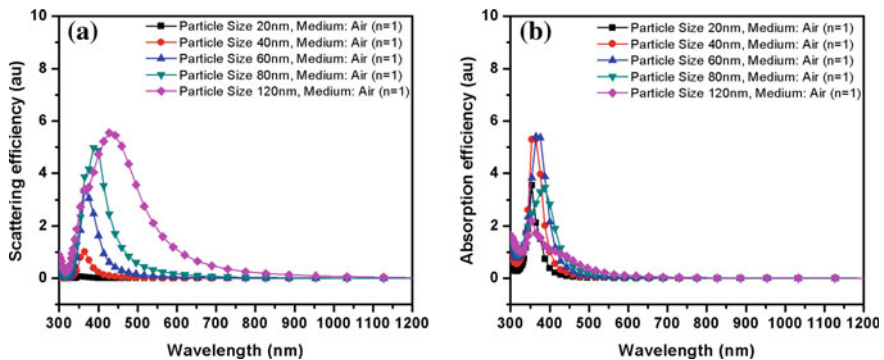 (a)
Particle Size 20nm, Medium: Air (n=1)
Particle Size 40nm, Medium: Air (n=1)
Particle Size 60nm, Medium: Air (n=1)
Particle Size 80nm, Medium: Air (n=1)
Particle Size 120nm, Medium: Air (n=1)
Scattering efficiency (au)
10
8
6
4
2
0
300 400 500 600 700 800 900 1000 1100 1200
Wavelength (nm)
(b)
Particle Size 20nm, Medium: Air (n=1)
Particle Size 40nm, Medium: Air (n=1)
Particle Size 60nm, Medium: Air (n=1)
Particle Size 80nm, Medium: Air (n=1)
Particle Size 120nm, Medium: Air (n=1)
Absorption efficiency (au)
10
8
6
4
2
0
300 400 500 600 700 800 900 1000 1100 1200
Wavelength (nm)